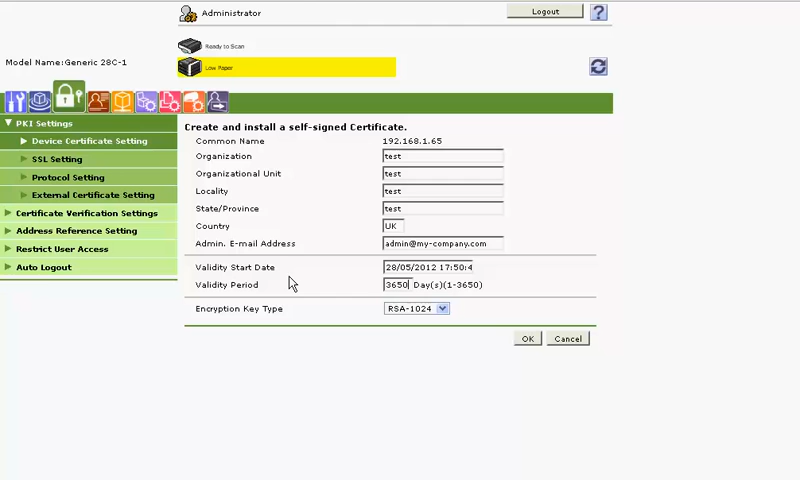 Administrator
Logout
?
Ready to Scan
Model Name:Generic 28C-1
Low Paper
PKI Settings
Device Certificate Setting
SSL Setting
Protocol Setting
External Certificate Setting
Certificate Verification Settings
Address Reference Setting
Restrict User Access
Auto Logout
Create and install a self-signed Certificate.
Common Name 192.168.1.65
Organization test
Organizational Unit test
Locality test
State/Province test
Country UK
Admin. E-mail Address admin@my-company.com
Validity Start Date 28/05/2012 17:50:4
Validity Period 3650 Day(s)(1-3650)
Encryption Key Type RSA-1024
OK Cancel